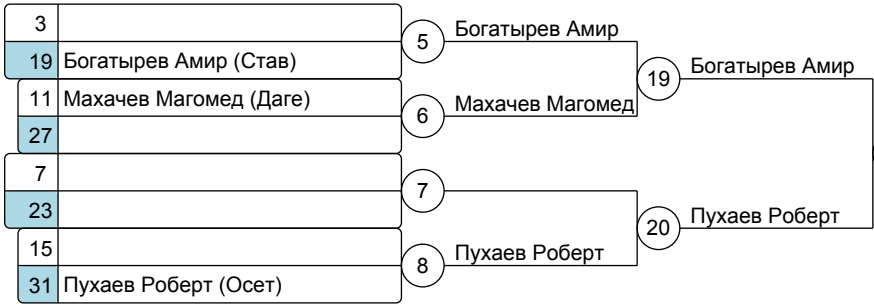 3
19 Богатырев Амир (Став)
11 Махачев Магомед (Даге)
27
7
23
15
31 Пухаев Роберт (Осет)
5 Богатырев Амир
6 Махачев Магомед
7
8 Пухаев Роберт
19 Богатырев Амир
20 Пухаев Роберт